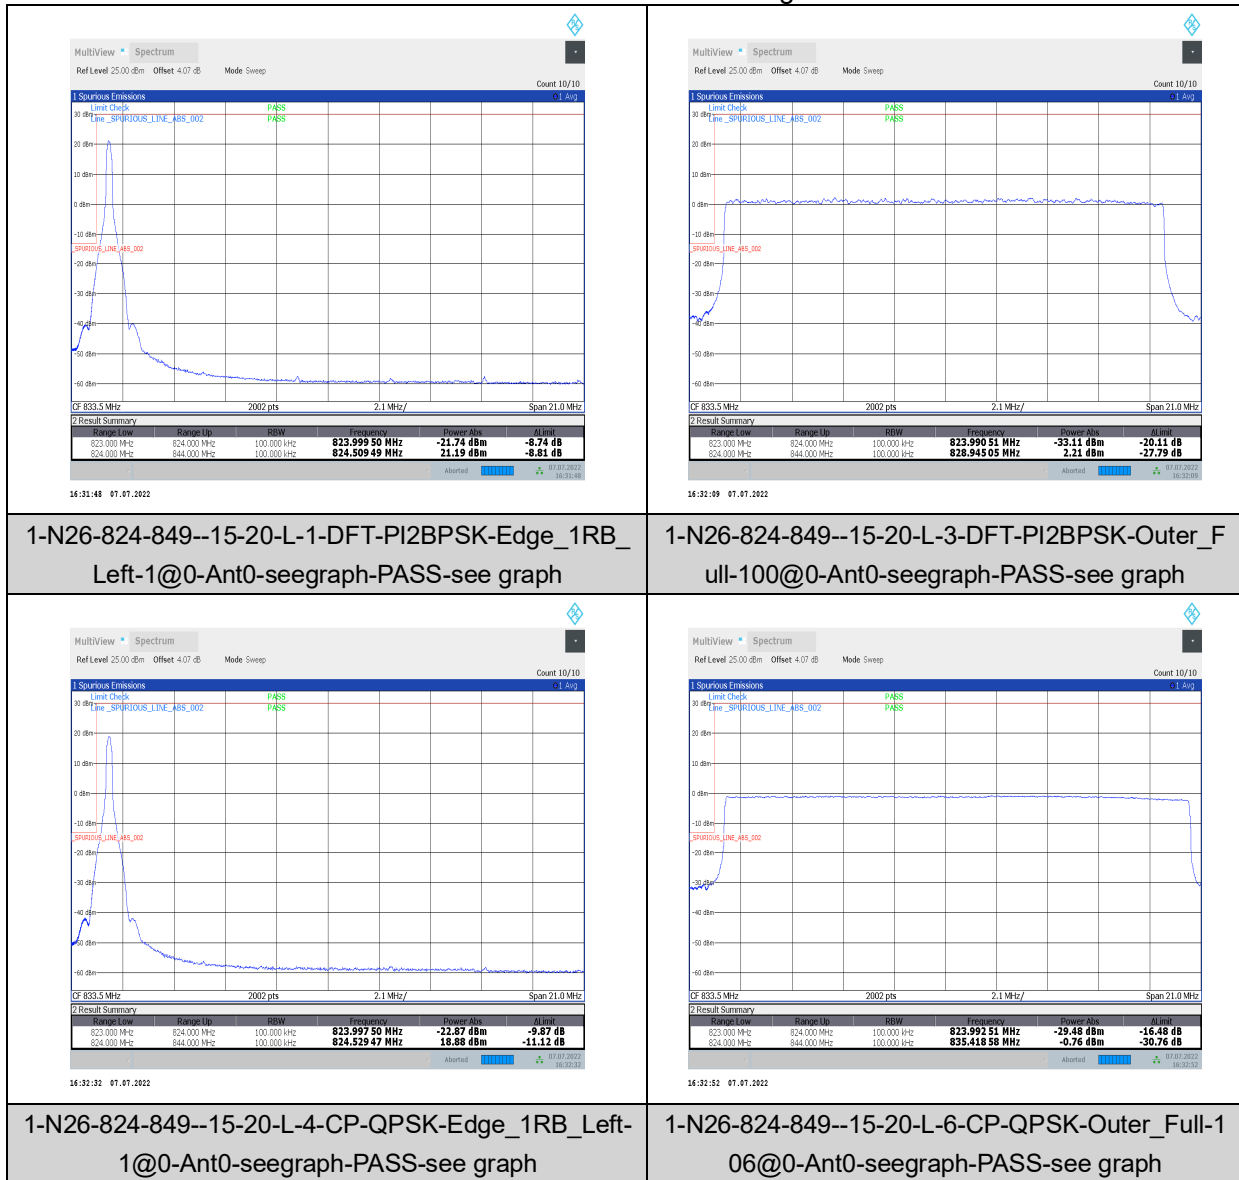 MultiView Spectrum
Ref Level 25.00 dBm Offset 4.07 dB Mode Sweep
Count 10/10
1 Spurious Emissions 1 Avg
Limit Check PASS
30 dBm Line _SPURIOUS_LINE_ABS_002 PASS
20 dBm
10 dBm
0 dBm
-10 dBm
_SPURIOUS_LINE_ABS_002
-20 dBm
-30 dBm
-40 dBm
-50 dBm
-60 dBm
CF 833.5 MHz 2002 pts 2.1 MHz/ Span 21.0 MHz
2 Result Summary
Range Low Range Up RBW Frequency Power Abs ΔLimit
823.000 MHz 824.000 MHz 100.000 kHz 823.999 50 MHz -21.74 dBm -8.74 dB
824.000 MHz 844.000 MHz 100.000 kHz 824.509 49 MHz 21.19 dBm -8.81 dB
Aborted 07.07.2022
16:31:48
16:31:48 07.07.2022
MultiView Spectrum
Ref Level 25.00 dBm Offset 4.07 dB Mode Sweep
Count 10/10
1 Spurious Emissions 1 Avg
Limit Check PASS
30 dBm Line _SPURIOUS_LINE_ABS_002 PASS
20 dBm
10 dBm
0 dBm
-10 dBm
_SPURIOUS_LINE_ABS_002
-20 dBm
-30 dBm
-40 dBm
-50 dBm
-60 dBm
CF 833.5 MHz 2002 pts 2.1 MHz/ Span 21.0 MHz
2 Result Summary
Range Low Range Up RBW Frequency Power Abs ΔLimit
823.000 MHz 824.000 MHz 100.000 kHz 823.990 51 MHz -33.11 dBm -20.11 dB
824.000 MHz 844.000 MHz 100.000 kHz 828.945 05 MHz 2.21 dBm -27.79 dB
Aborted 07.07.2022
16:32:09
16:32:09 07.07.2022
1-N26-824-849--15-20-L-1-DFT-PI2BPSK-Edge_1RB_
Left-1@0-Ant0-seegraph-PASS-see graph
1-N26-824-849--15-20-L-3-DFT-PI2BPSK-Outer_F
ull-100@0-Ant0-seegraph-PASS-see graph
MultiView Spectrum
Ref Level 25.00 dBm Offset 4.07 dB Mode Sweep
Count 10/10
1 Spurious Emissions 1 Avg
Limit Check PASS
30 dBm Line _SPURIOUS_LINE_ABS_002 PASS
20 dBm
10 dBm
0 dBm
-10 dBm
_SPURIOUS_LINE_ABS_002
-20 dBm
-30 dBm
-40 dBm
-50 dBm
-60 dBm
CF 833.5 MHz 2002 pts 2.1 MHz/ Span 21.0 MHz
2 Result Summary
Range Low Range Up RBW Frequency Power Abs ΔLimit
823.000 MHz 824.000 MHz 100.000 kHz 823.997 50 MHz -22.87 dBm -9.87 dB
824.000 MHz 844.000 MHz 100.000 kHz 824.529 47 MHz 18.88 dBm -11.12 dB
Aborted 07.07.2022
16:32:32
16:32:32 07.07.2022
MultiView Spectrum
Ref Level 25.00 dBm Offset 4.07 dB Mode Sweep
Count 10/10
1 Spurious Emissions 1 Avg
Limit Check PASS
30 dBm Line _SPURIOUS_LINE_ABS_002 PASS
20 dBm
10 dBm
0 dBm
-10 dBm
_SPURIOUS_LINE_ABS_002
-20 dBm
-30 dBm
-40 dBm
-50 dBm
-60 dBm
CF 833.5 MHz 2002 pts 2.1 MHz/ Span 21.0 MHz
2 Result Summary
Range Low Range Up RBW Frequency Power Abs ΔLimit
823.000 MHz 824.000 MHz 100.000 kHz 823.992 51 MHz -29.48 dBm -16.48 dB
824.000 MHz 844.000 MHz 100.000 kHz 835.418 58 MHz -0.76 dBm -30.76 dB
Aborted 07.07.2022
16:32:52
16:32:52 07.07.2022
1-N26-824-849--15-20-L-4-CP-QPSK-Edge_1RB_Left-
1@0-Ant0-seegraph-PASS-see graph
1-N26-824-849--15-20-L-6-CP-QPSK-Outer_Full-1
06@0-Ant0-seegraph-PASS-see graph